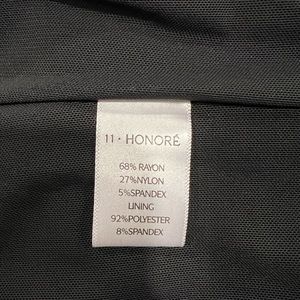 11 • HONORÉ
68% RAYON
27%NYLON
5%SPANDEX
LINING
92%POLYESTER
8%SPANDEX